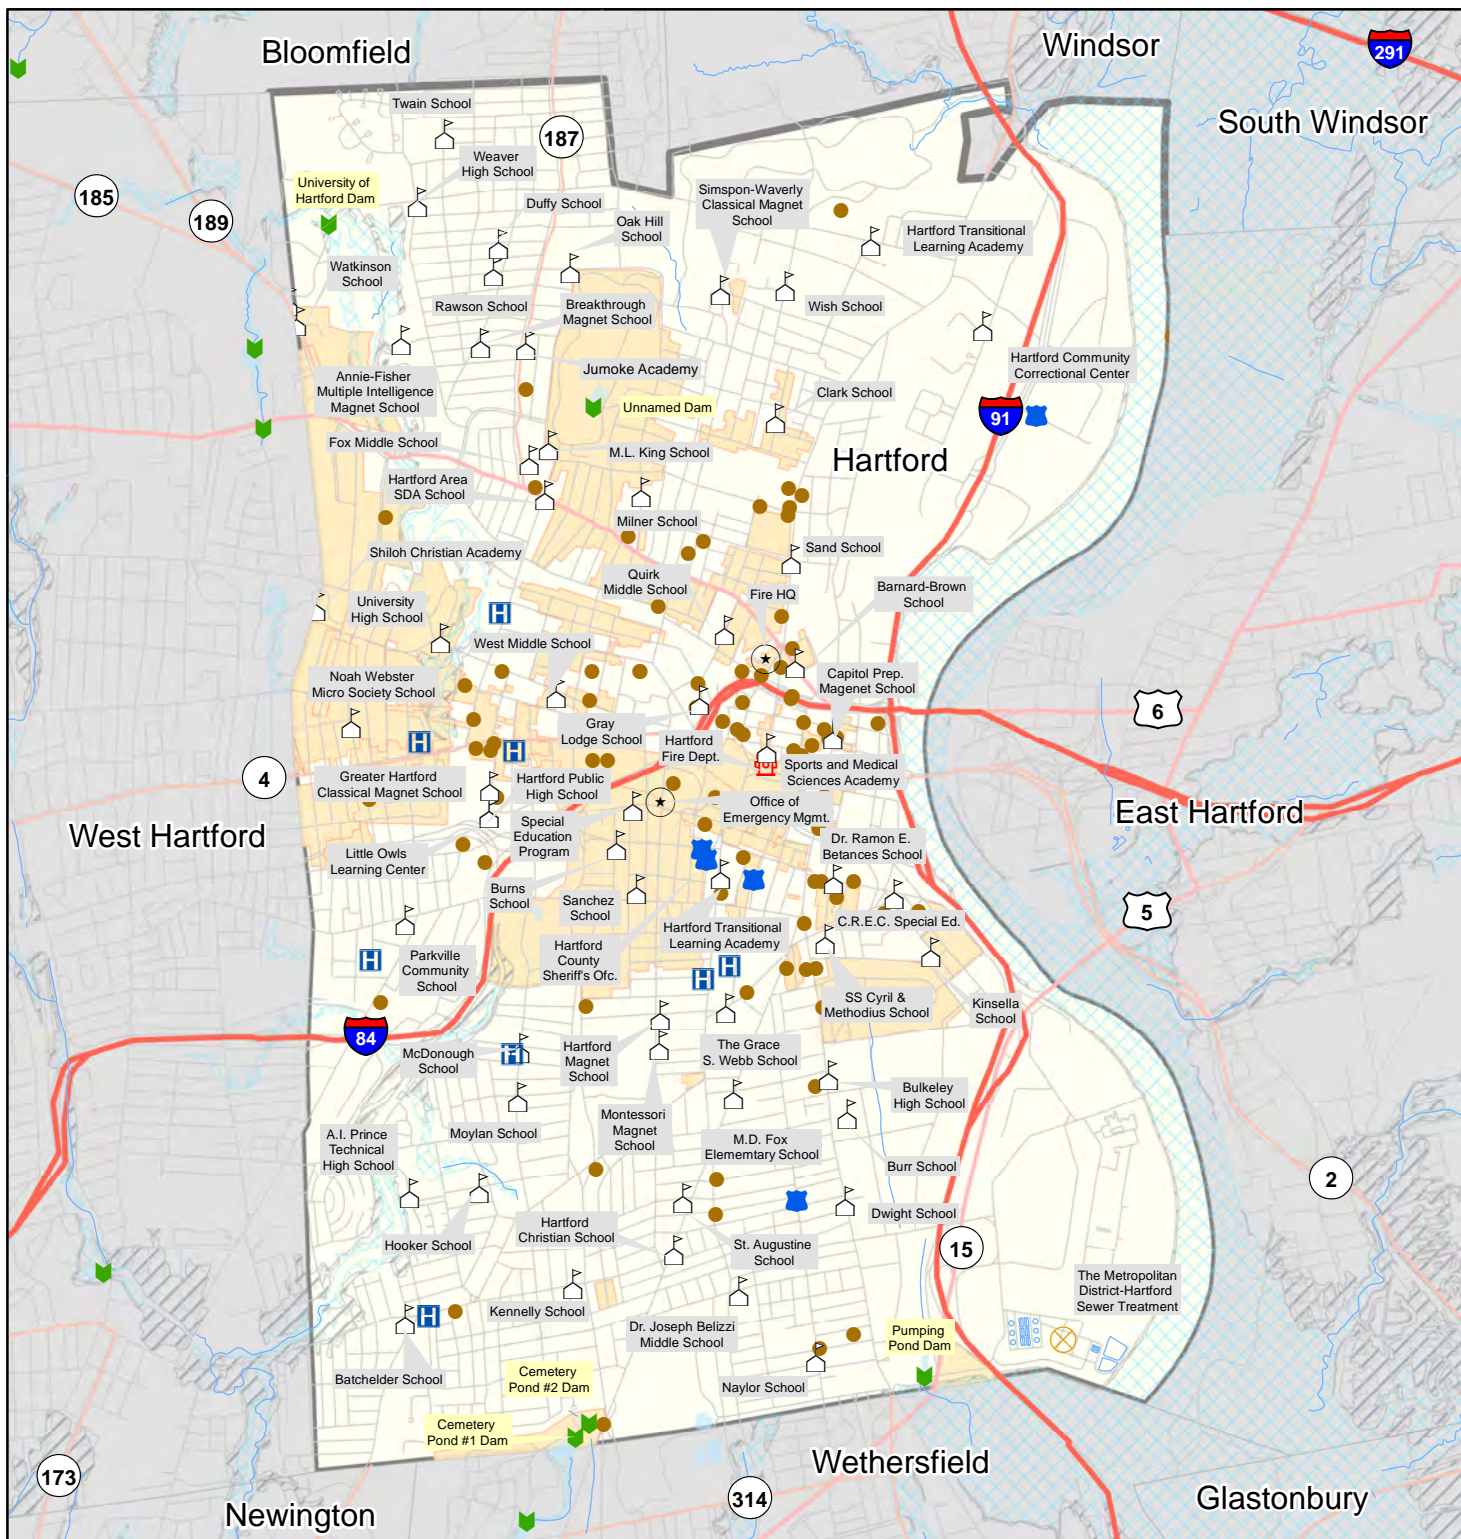 Bloomfield
Windsor
291
South Windsor
Twain School
187
Weaver
High School
185
189
University of
Hartford Dam
Duffy School
Simspon-Waverly
Classical Magnet
School
Oak Hill
School
Hartford Transitional
Learning Academy
Watkinson
School
Rawson School
Breakthrough
Magnet School
Wish School
Hartford Community
Correctional Center
Annie-Fisher
Multiple Intelligence
Magnet School
Jumoke Academy
Unnamed Dam
Clark School
91
Fox Middle School
M.L. King School
Hartford
Hartford Area
SDA School
Milner School
Shiloh Christian Academy
Sand School
Quirk
Middle School
Fire HQ
Barnard-Brown
School
University
High School
H
West Middle School
Noah Webster
Micro Society School
Capitol Prep.
Magenet School
6
Gray
Lodge School
Hartford
Fire Dept.
H
H
4
Greater Hartford
Classical Magnet School
Hartford Public
High School
Sports and Medical
Sciences Academy
Office of
Emergency Mgmt.
East Hartford
West Hartford
Special
Education
Program
Little Owls
Learning Center
Dr. Ramon E.
Betances School
Burns
School
Sanchez
School
5
Hartford Transitional
Learning Academy
C.R.E.C. Special Ed.
Hartford
County
Sheriff's Ofc.
H
Parkville
Community
School
H
H
SS Cyril &
Methodius School
Kinsella
School
84
McDonough
School
H
Hartford
Magnet
School
The Grace
S. Webb School
Bulkeley
High School
Moylan School
Montessori
Magnet
School
A.I. Prince
Technical
High School
M.D. Fox
Elememtary School
Burr School
2
Dwight School
Hooker School
Hartford
Christian School
St. Augustine
School
15
The Metropolitan
District-Hartford
Sewer Treatment
Kennelly School
H
Dr. Joseph Belizzi
Middle School
Pumping
Pond Dam
Batchelder School
Cemetery
Pond #2 Dam
Naylor School
Cemetery
Pond #1 Dam
Wethersfield
173
314
Glastonbury
Newington